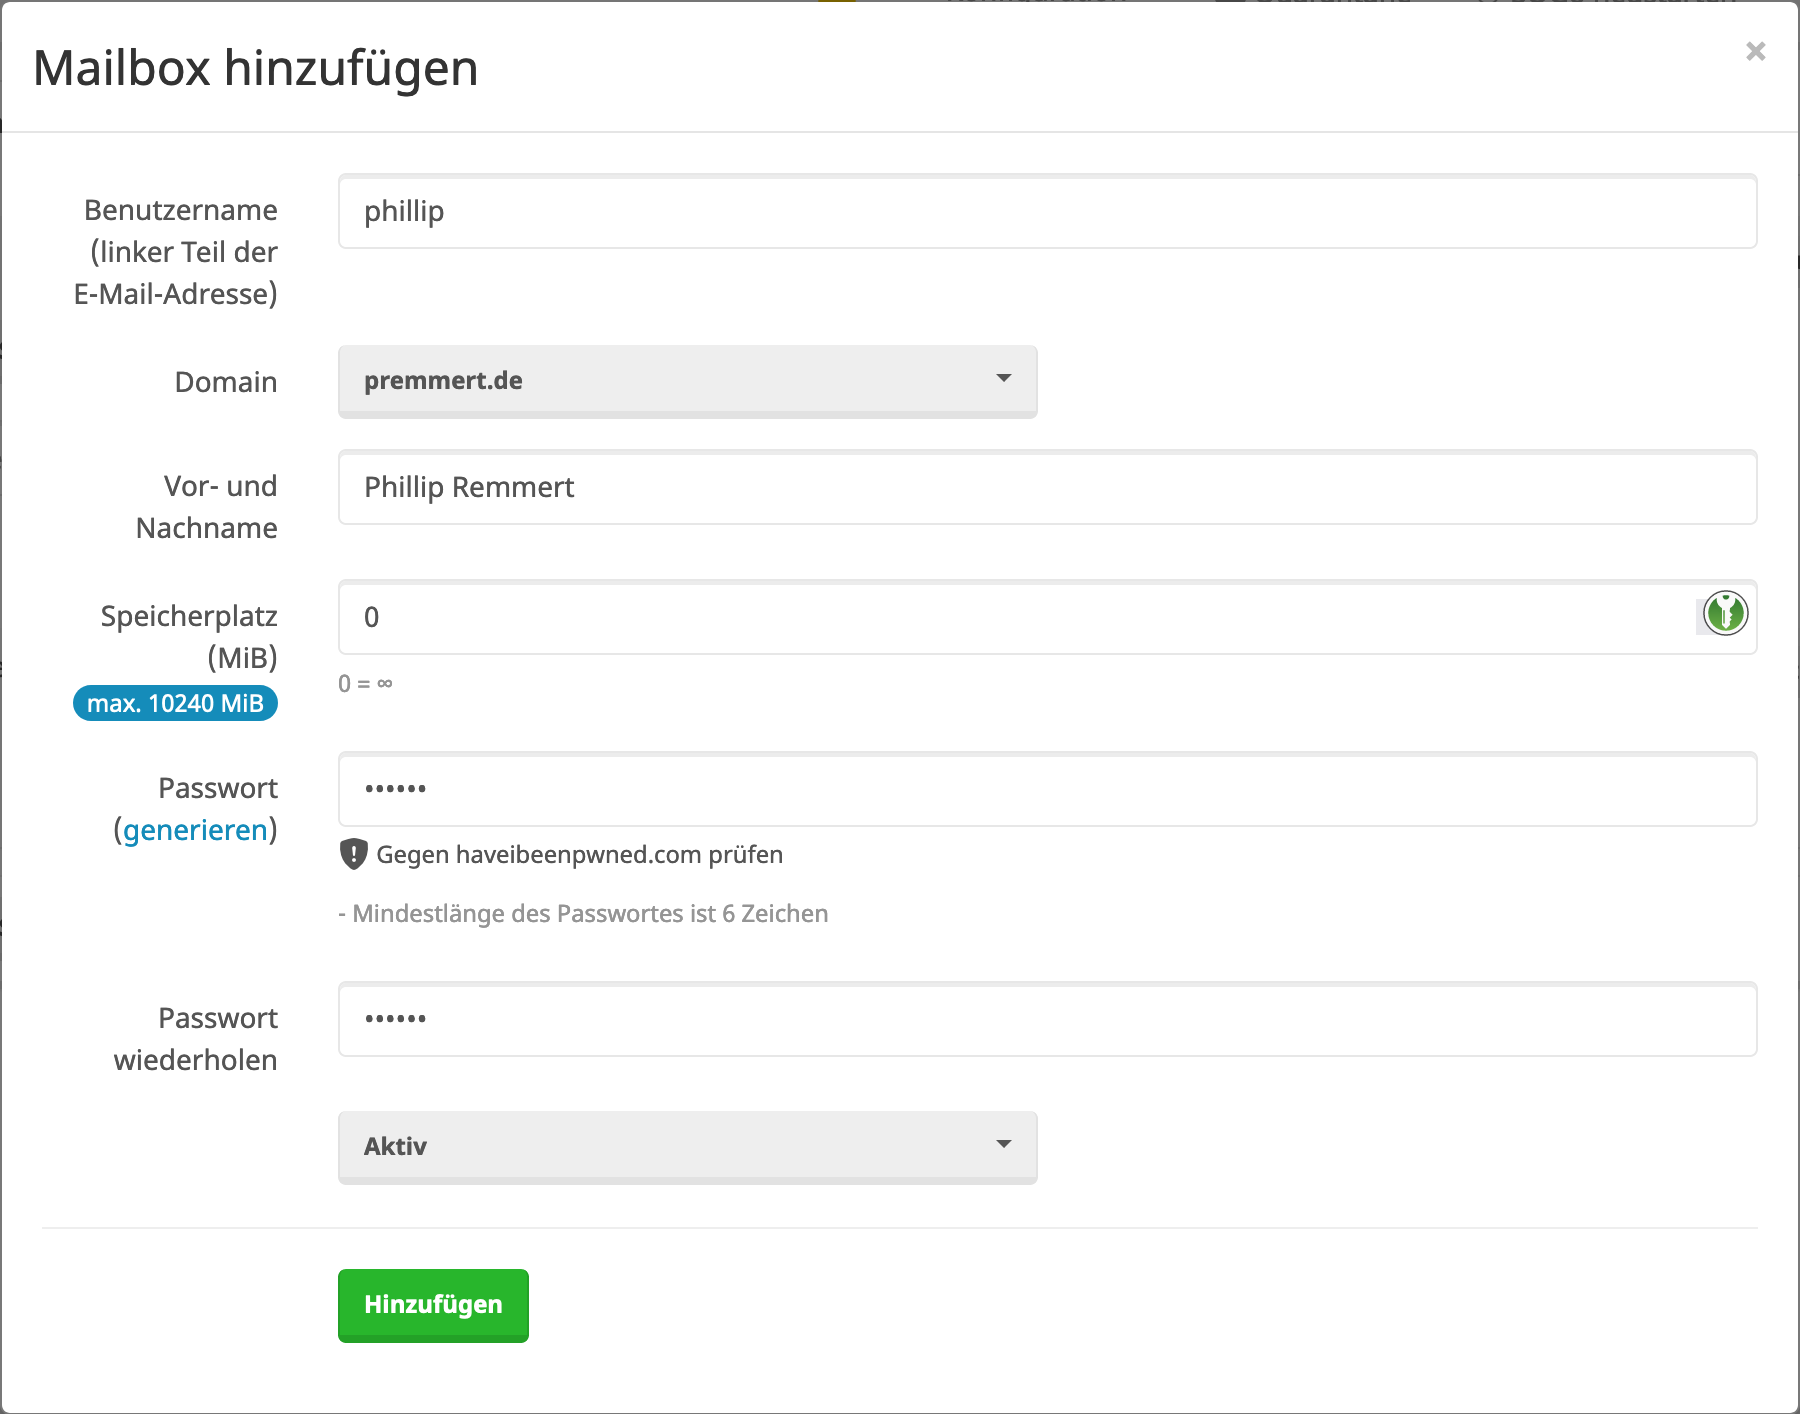 Mailbox hinzufügen
×
Benutzername
(linker Teil der
E-Mail-Adresse)
phillip
Domain
premmert.de
Vor- und
Nachname
Phillip Remmert
Speicherplatz
(MiB)
max. 10240 MiB
0
0 = ∞
Passwort
(generieren)
••••••
Gegen haveibeenpwned.com prüfen
- Mindestlänge des Passwortes ist 6 Zeichen
Passwort
wiederholen
••••••
Aktiv
Hinzufügen